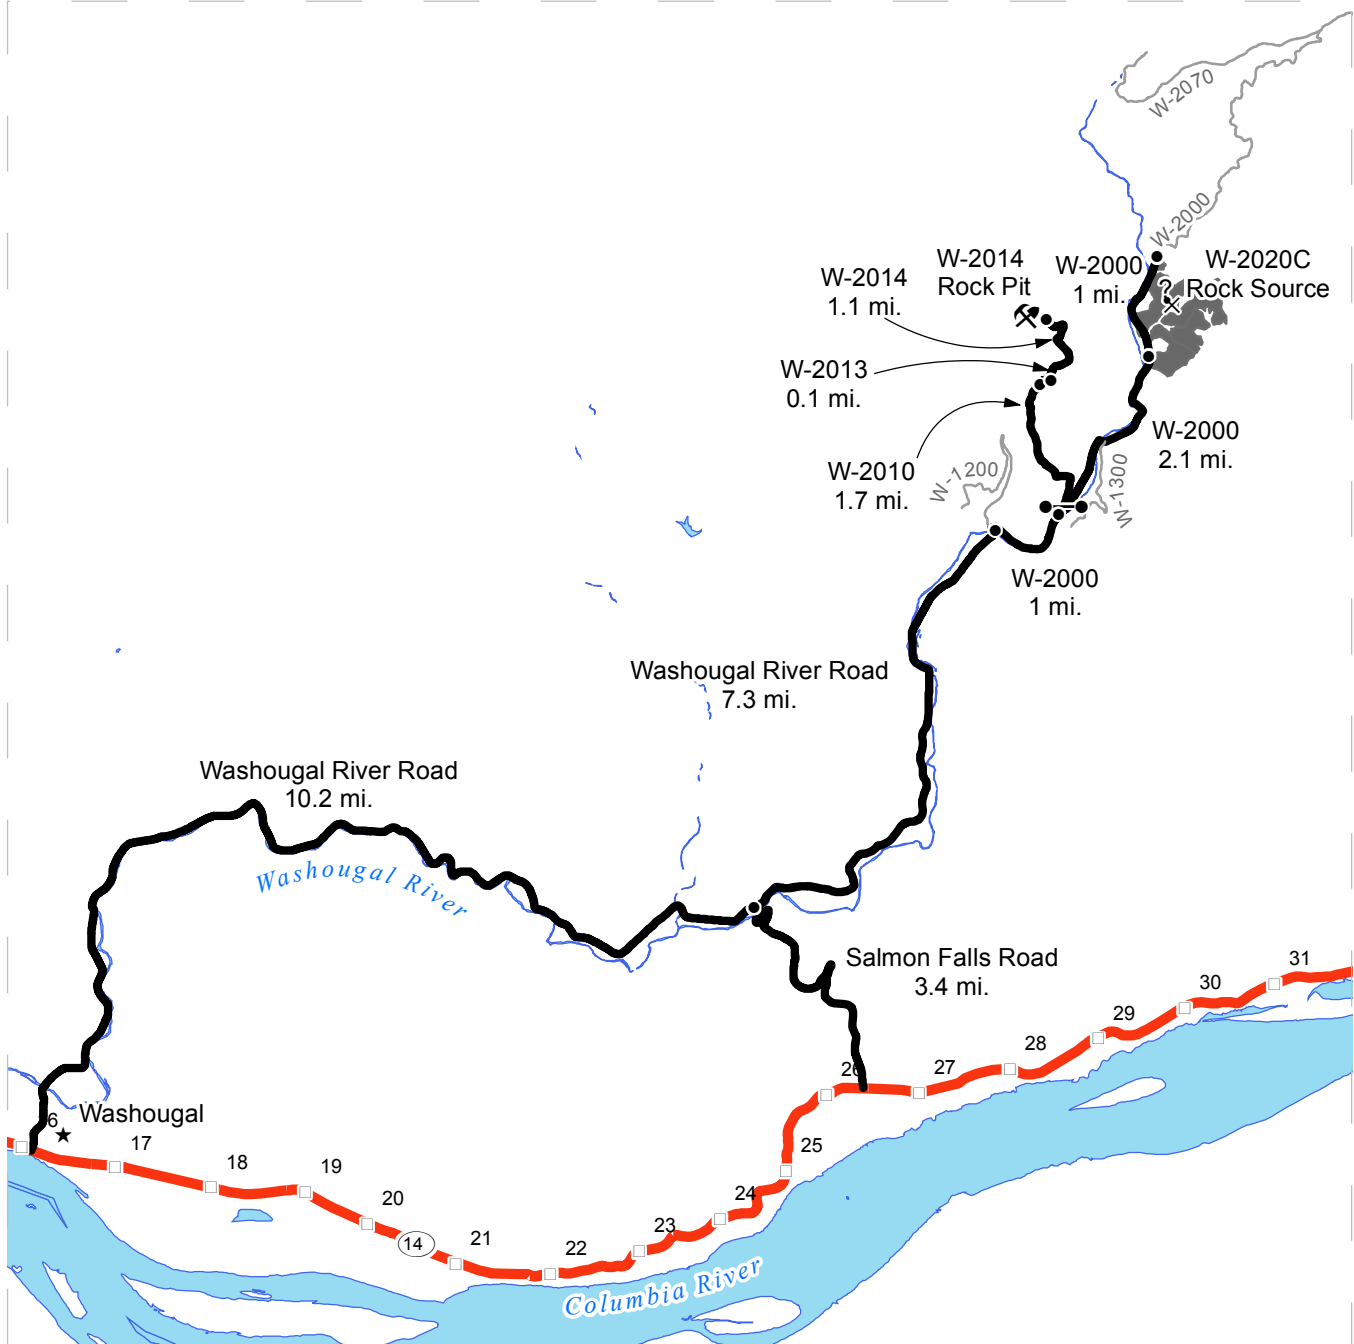 W-2070
W-2000
W-2014
Rock Pit
W-2000
1 mi.
W-2020C
Rock Source
?
W-2014
1.1 mi.
W-2013
0.1 mi.
W-2000
2.1 mi.
W-2010
1.7 mi.
W-1200
W-1300
W-2000
1 mi.
Washougal River Road
7.3 mi.
Washougal River Road
10.2 mi.
Washougal River
Salmon Falls Road
3.4 mi.
31
30
29
28
27
26
Washougal
6
17
18
19
20
14
21
22
23
24
25
Columbia River